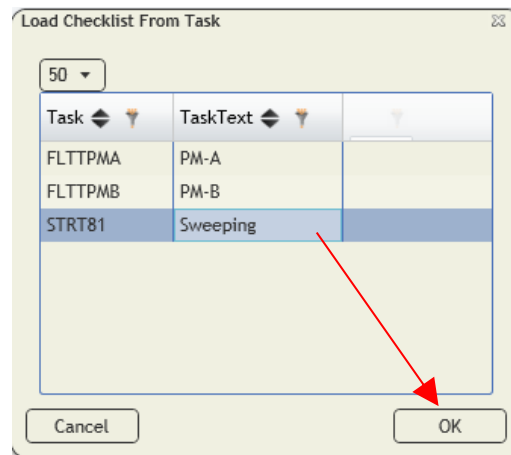 Load Checklist From Task
50
Task TaskText
FLTTPMA PM-A
FLTTPMB PM-B
STRT81 Sweeping
Cancel OK